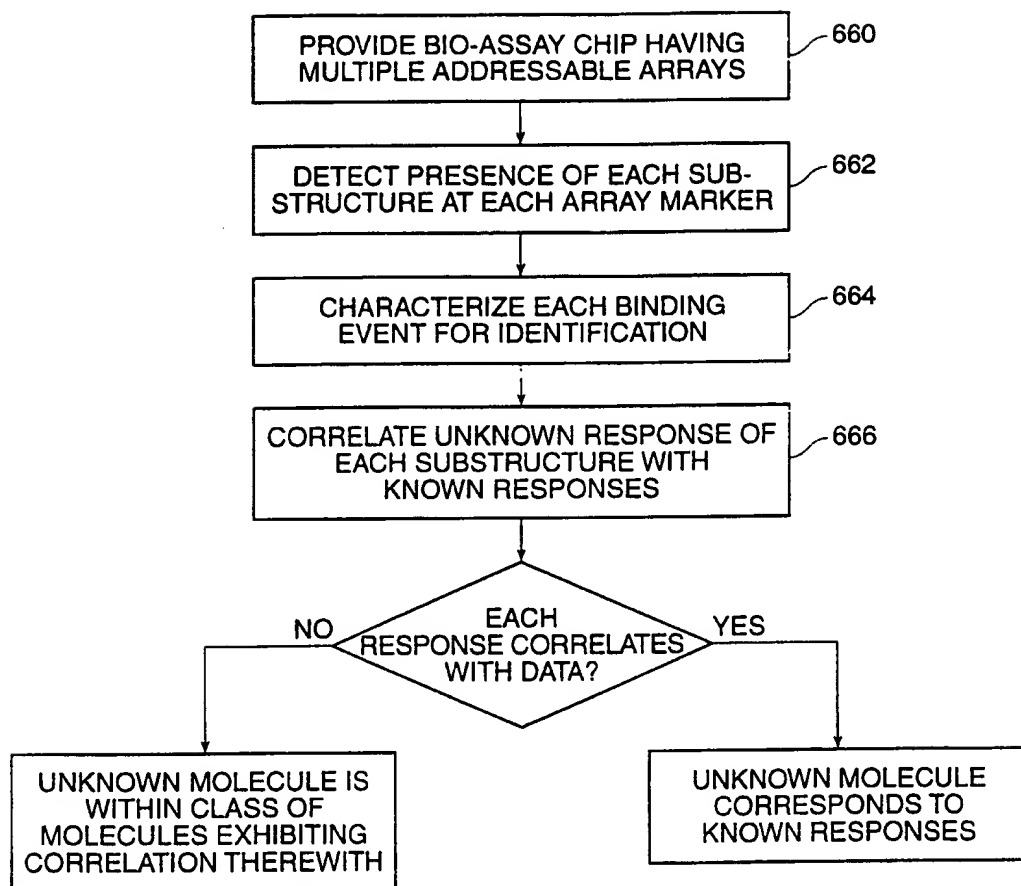 PROVIDE BIO-ASSAY CHIP HAVING
MULTIPLE ADDRESSABLE ARRAYS
660
DETECT PRESENCE OF EACH SUB-
STRUCTURE AT EACH ARRAY MARKER
662
CHARACTERIZE EACH BINDING
EVENT FOR IDENTIFICATION
664
CORRELATE UNKNOWN RESPONSE OF
EACH SUBSTRUCTURE WITH
KNOWN RESPONSES
666
EACH
RESPONSE CORRELATES
WITH DATA?
NO
YES
UNKNOWN MOLECULE IS
WITHIN CLASS OF
MOLECULES EXHIBITING
CORRELATION THEREWITH
UNKNOWN MOLECULE
CORRESPONDS TO
KNOWN RESPONSES